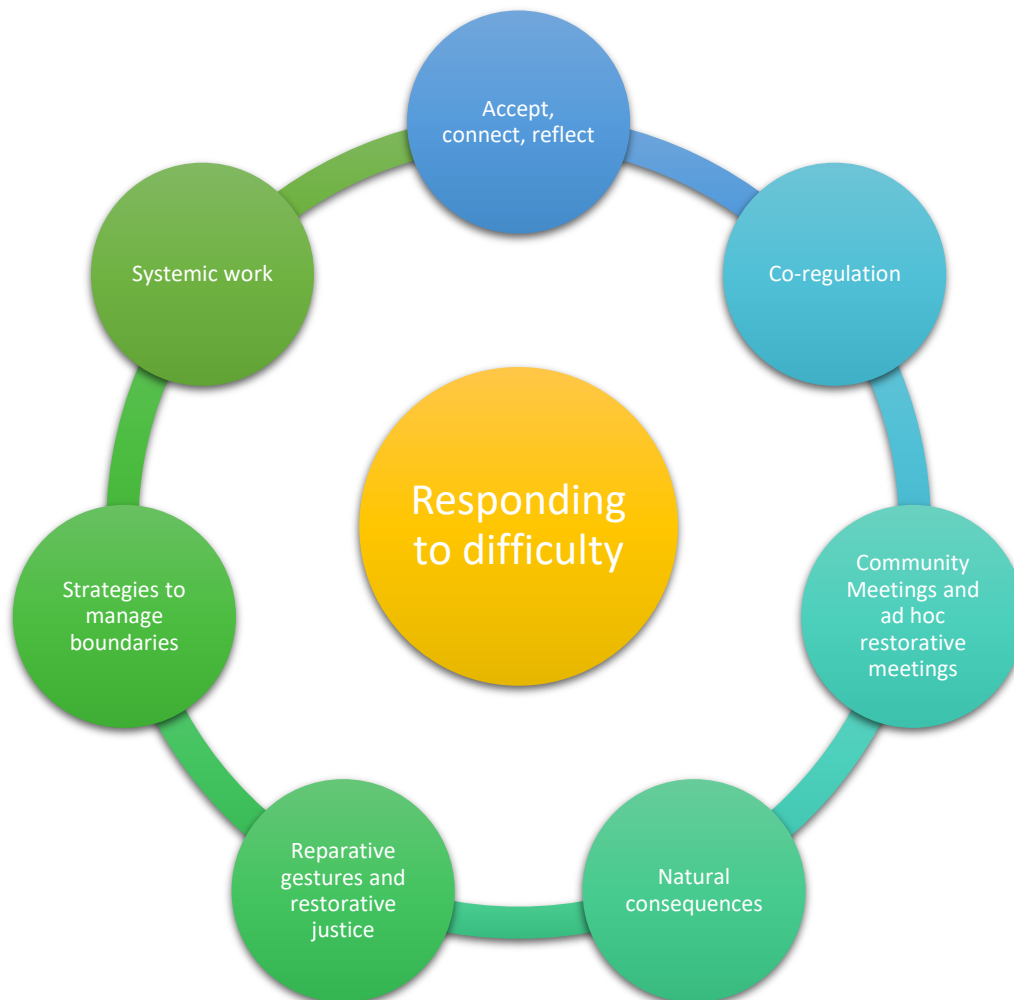 Accept,
connect, reflect
Co-regulation
Community
Meetings and
ad hoc
restorative
meetings
Natural
consequences
Reparative
gestures and
restorative
justice
Strategies to
manage
boundaries
Systemic work
Responding
to difficulty